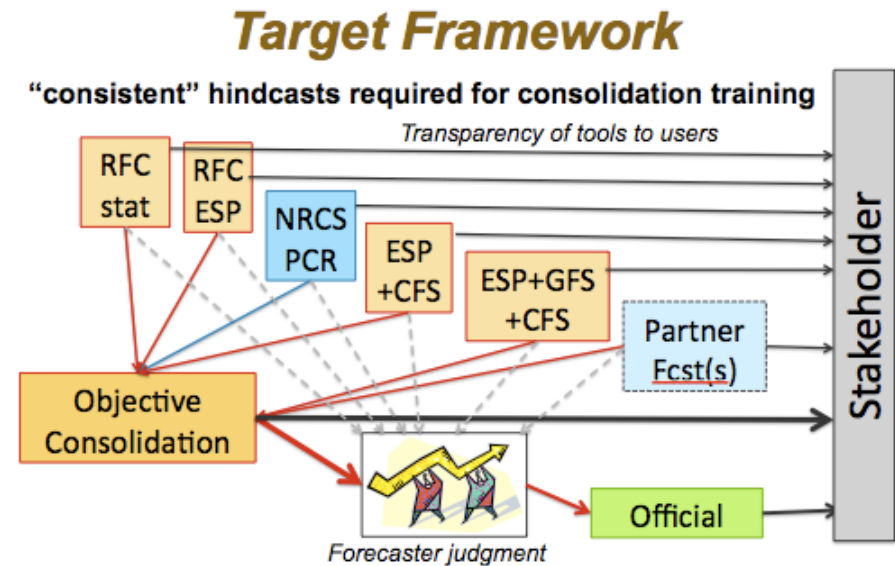 Target Framework
“consistent” hindcasts required for consolidation training
Transparency of tools to users
RFC
stat
RFC
ESP
NRCS
PCR
ESP
+CFS
ESP+GFS
+CFS
Partner
Fcst(s)
Stakeholder
Objective
Consolidation
Official
Forecaster judgment